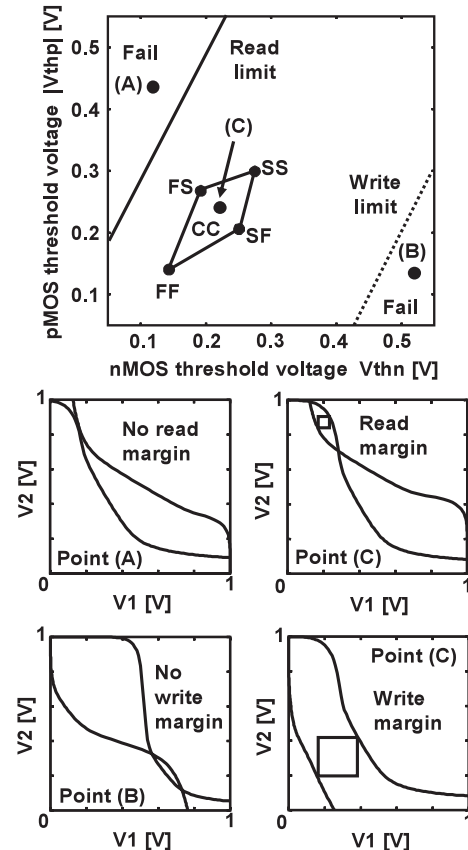 pMOS threshold voltage |Vthp| [V]
0.5
0.4
0.3
0.2
0.1
Fail
(A)
Read
limit
(C)
SS
FS
CC
SF
FF
Write
limit
(B)
Fail
0.1
0.2
0.3
0.4
0.5
nMOS threshold voltage Vthn [V]
1
V2 [V]
No read
margin
Point (A)
0
1
V1 [V]
1
V2 [V]
Read
margin
Point (C)
0
1
V1 [V]
1
V2 [V]
No
write
margin
Point (B)
0
1
V1 [V]
1
V2 [V]
Point (C)
Write
margin
0
1
V1 [V]